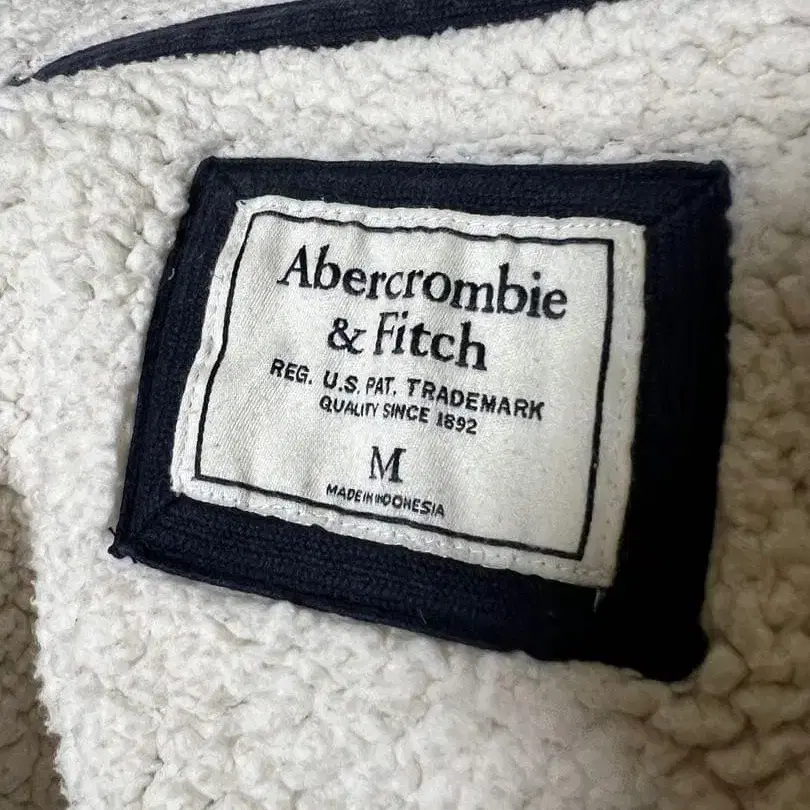 Abercrombie
& Fitch
REG. U.S. PAT. TRADEMARK
QUALITY SINCE 1892
M
MADE IN INDONESIA